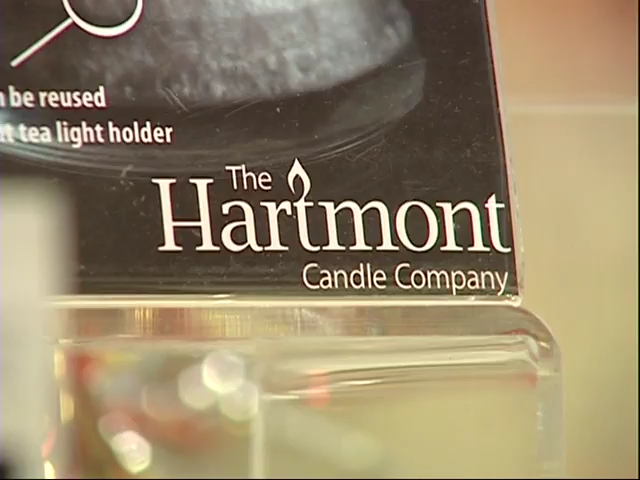 be reused
tea light holder
The
Hartmont
Candle Company